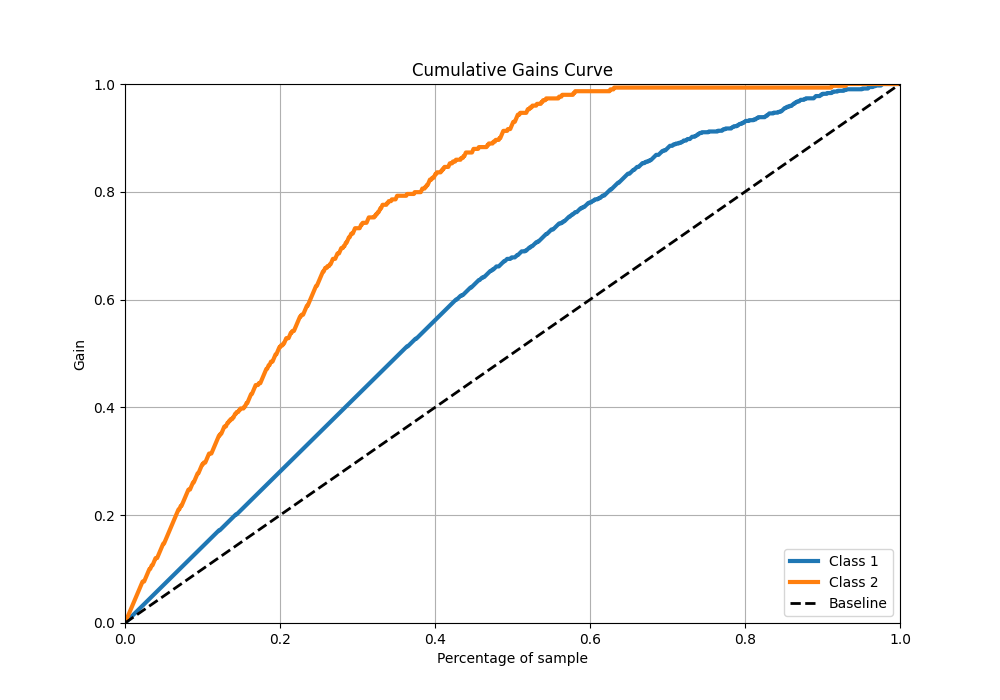 Cumulative Gains Curve
Gain
1.0
0.8
0.6
0.4
0.2
0.0
0.0 0.2 0.4 0.6 0.8 1.0
Percentage of sample
Class 1
Class 2
Baseline